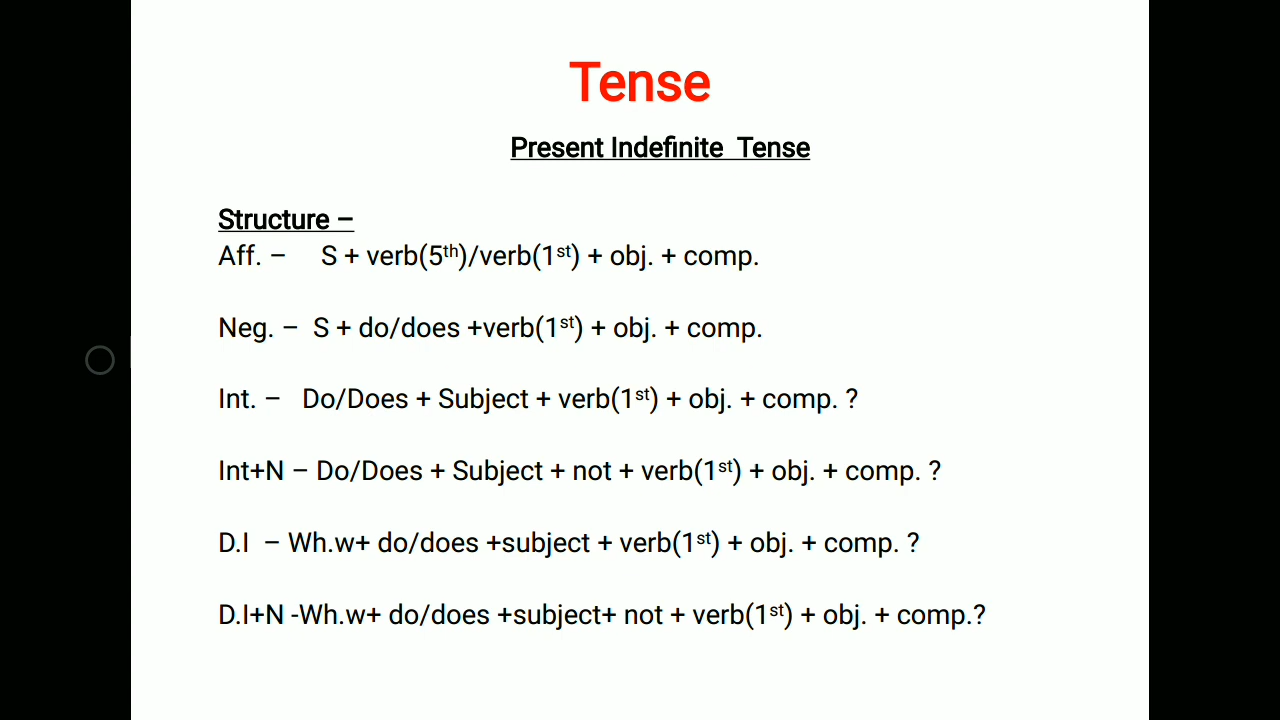 Tense
Present Indefinite Tense
Structure –
Aff. – S + verb(5th)/verb(1st) + obj. + comp.
Neg. – S + do/does +verb(1st) + obj. + comp.
Int. – Do/Does + Subject + verb(1st) + obj. + comp. ?
Int+N – Do/Does + Subject + not + verb(1st) + obj. + comp. ?
D.I – Wh.w+ do/does +subject + verb(1st) + obj. + comp. ?
D.I+N -Wh.w+ do/does +subject+ not + verb(1st) + obj. + comp.?